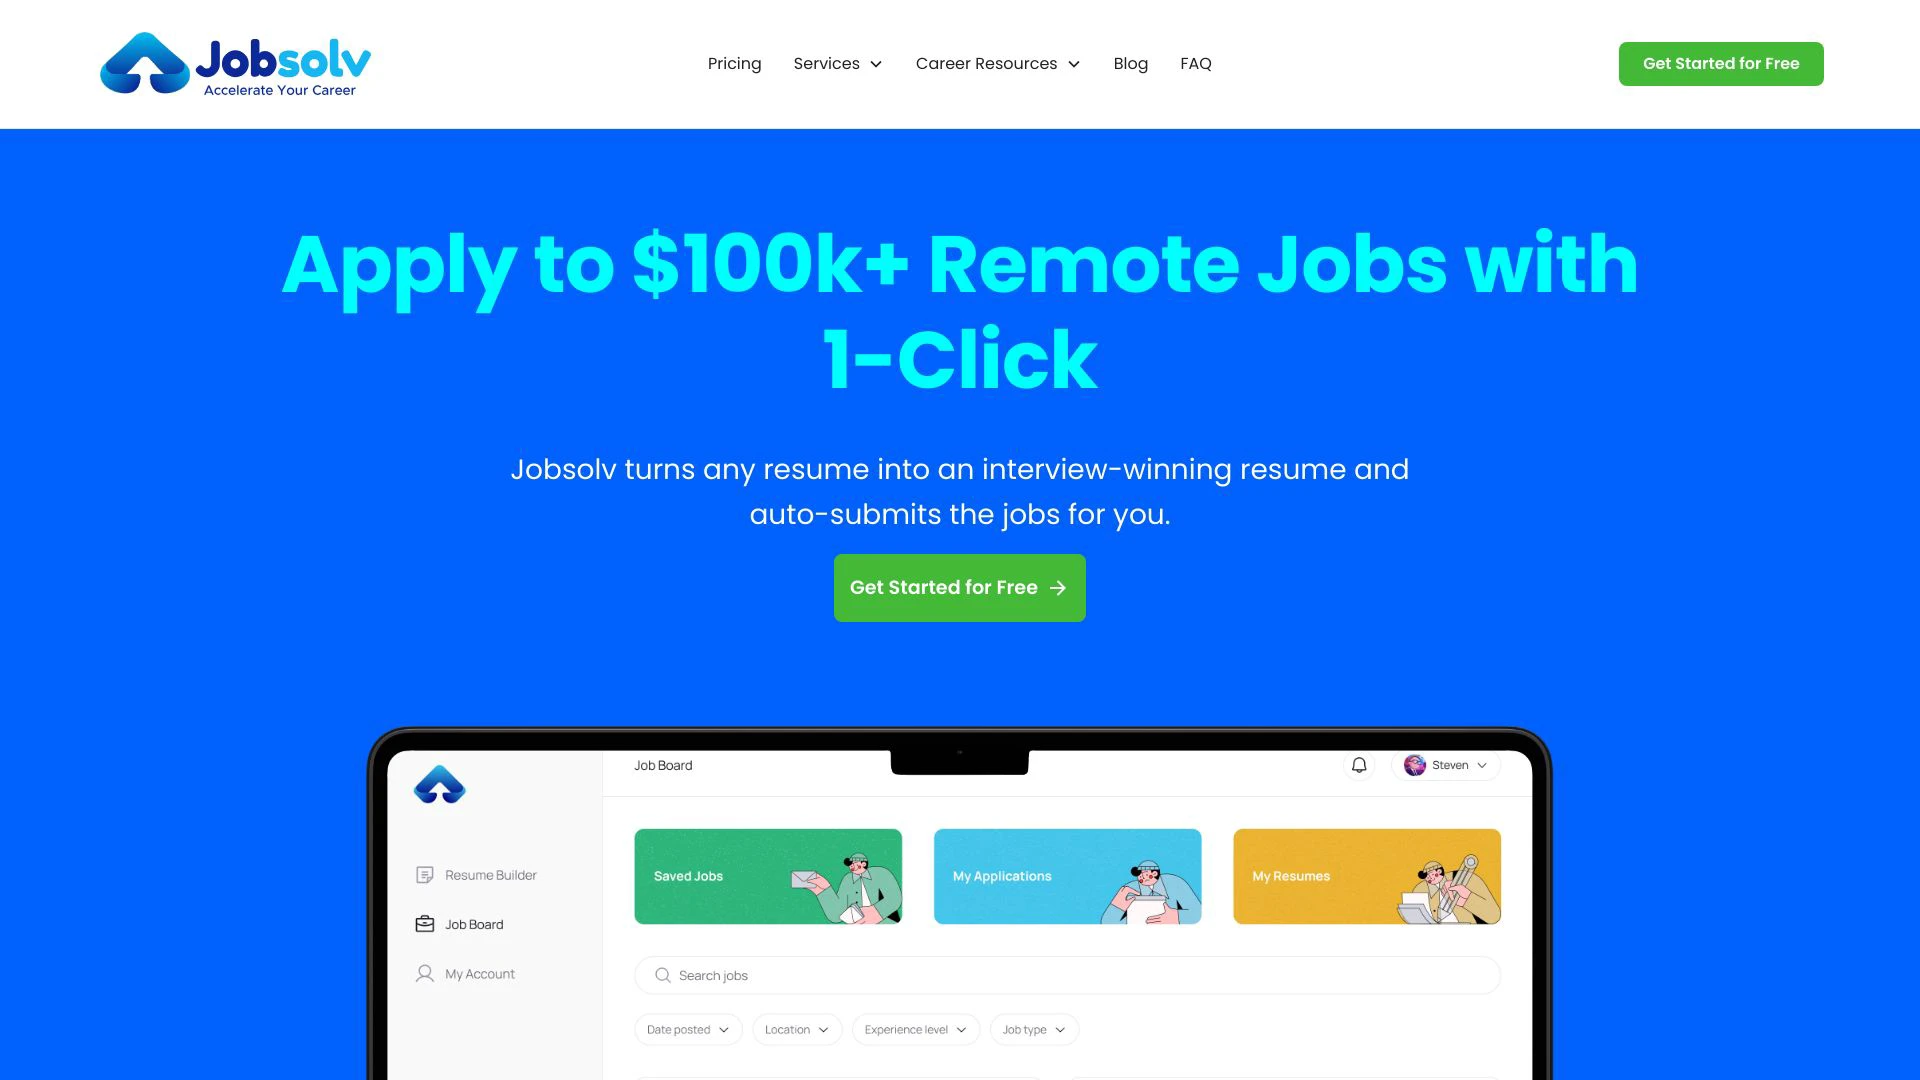 Jobsolv
Accelerate Your Career
Pricing
Services
Career Resources
Blog
FAQ
Get Started for Free
Apply to $100k+ Remote Jobs with
1-Click
Jobsolv turns any resume into an interview-winning resume and
auto-submits the jobs for you.
Get Started for Free
Job Board
Steven
Resume Builder
Job Board
My Account
Saved Jobs
My Applications
My Resumes
Search jobs
Date posted
Location
Experience level
Job type